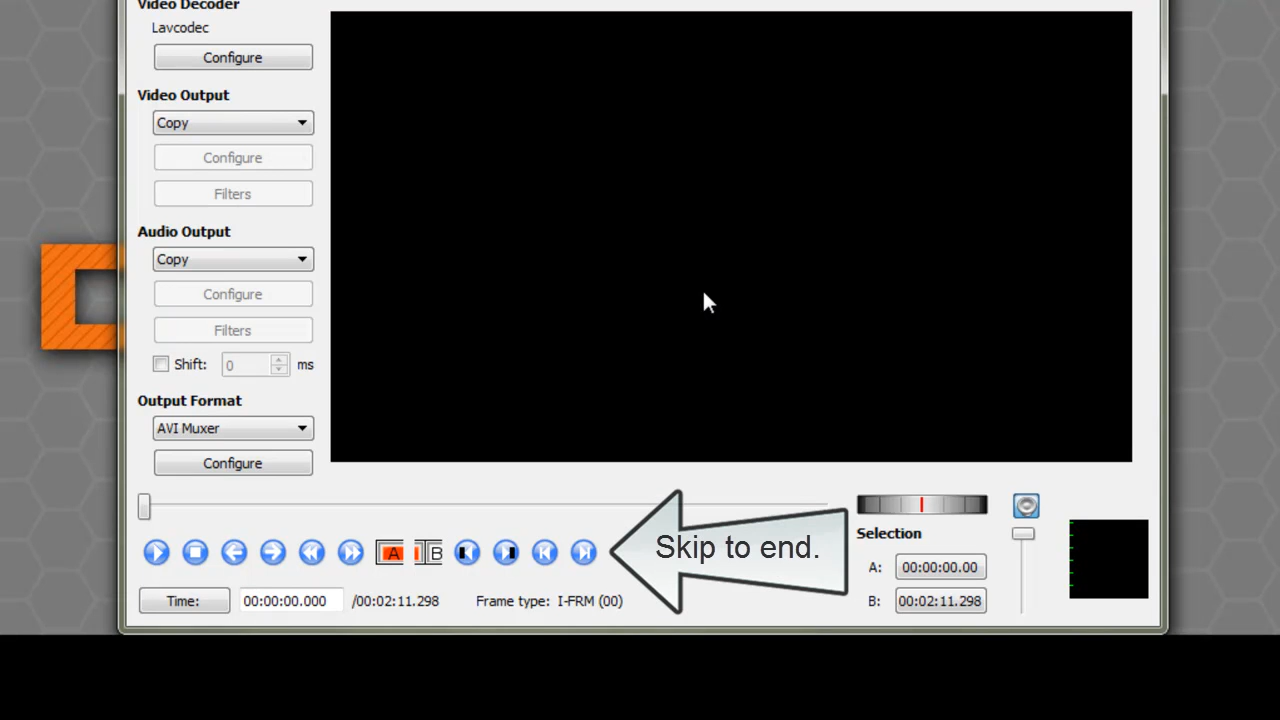 Video Decoder
Lavcodec
Configure
Video Output
Copy
Configure
Filters
Audio Output
Copy
Configure
Filters
Shift: 0 ms
Output Format
AVI Muxer
Configure
Skip to end.
A B
Selection
A: 00:00:00.00
B: 00:02:11.298
Time: 00:00:00.000 /00:02:11.298 Frame type: I-FRM (00)